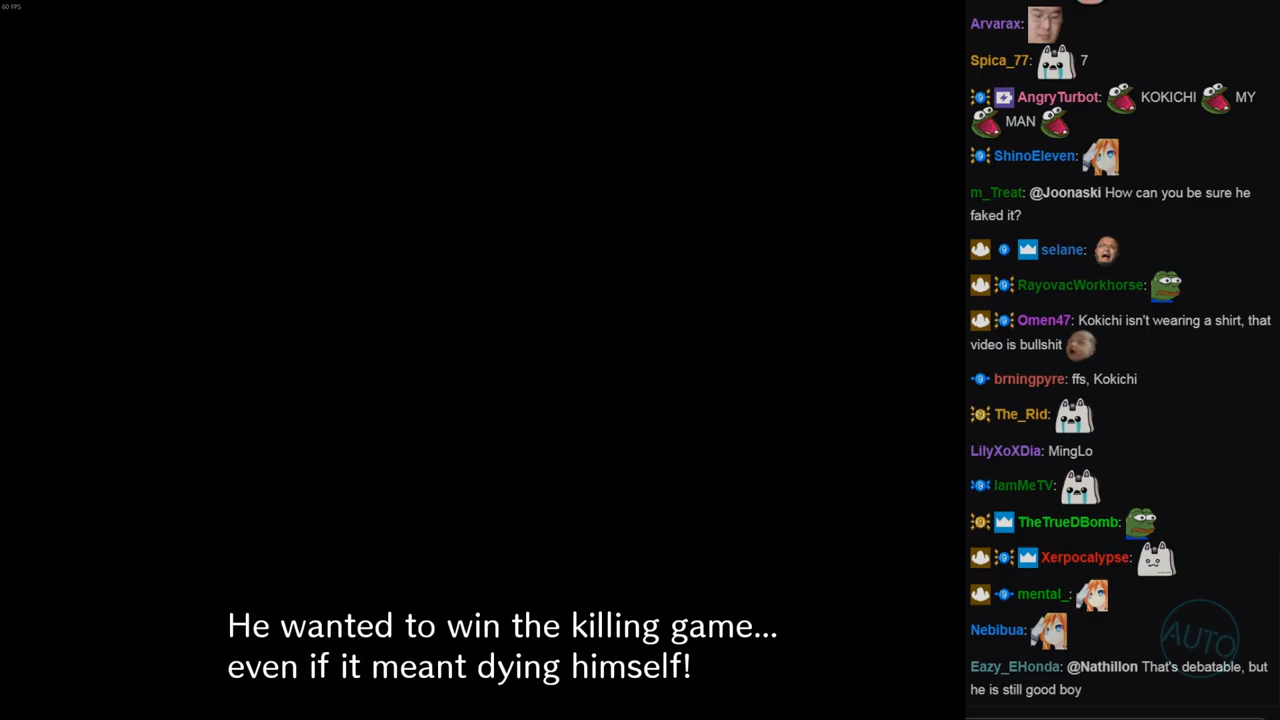 60 FPS
Arvarax:
Spica_77: 7
AngryTurbot: KOKICHI MY
MAN
ShinoEleven:
m_Treat: @Joonaski How can you be sure he
faked it?
selane:
RayovacWorkhorse:
Omen47: Kokichi isn't wearing a shirt, that
video is bullshit
brningpyre: ffs, Kokichi
The_Rid:
LilyXoXDia: MingLo
IamMeTV:
TheTrueDBomb:
Xerpocalypse:
mental_:
Nebibua:
AUTO
Eazy_EHonda: @Nathillon That's debatable, but
he is still good boy
He wanted to win the killing game...
even if it meant dying himself!